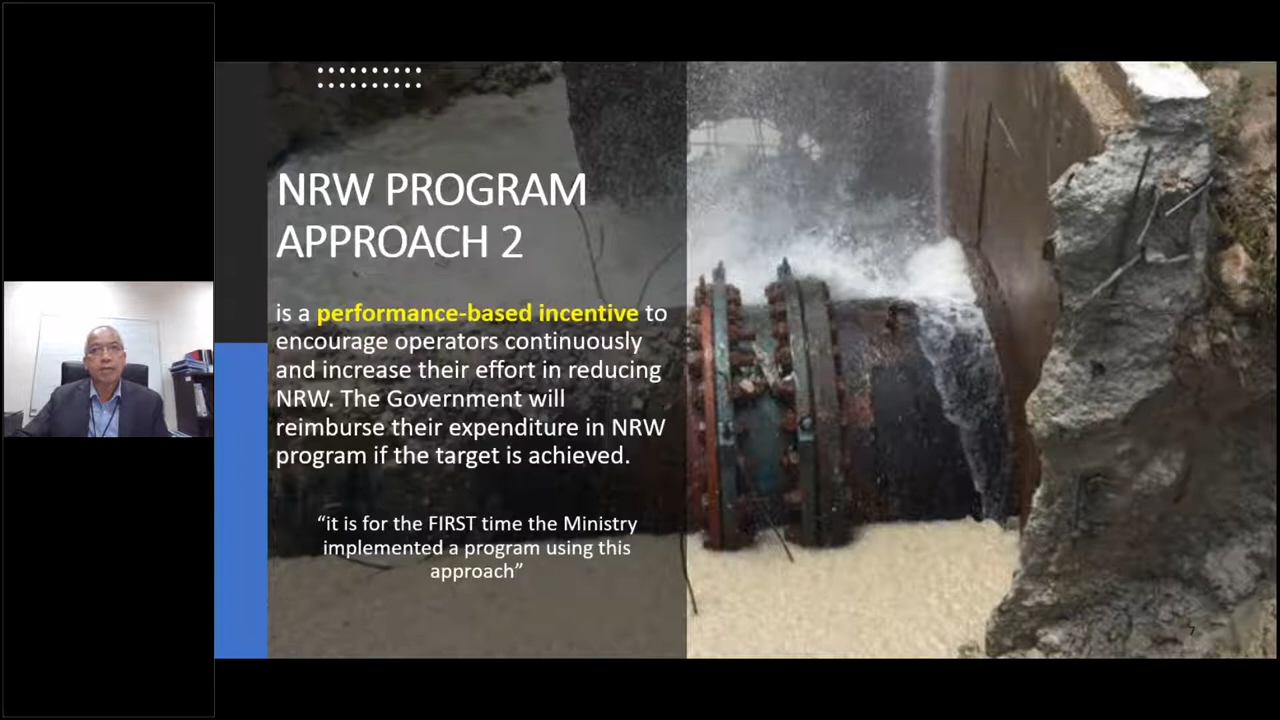 NRW PROGRAM
APPROACH 2
is a performance-based incentive to
encourage operators continuously
and increase their effort in reducing
NRW. The Government will
reimburse their expenditure in NRW
program if the target is achieved.
“it is for the FIRST time the Ministry
implemented a program using this
approach”
7